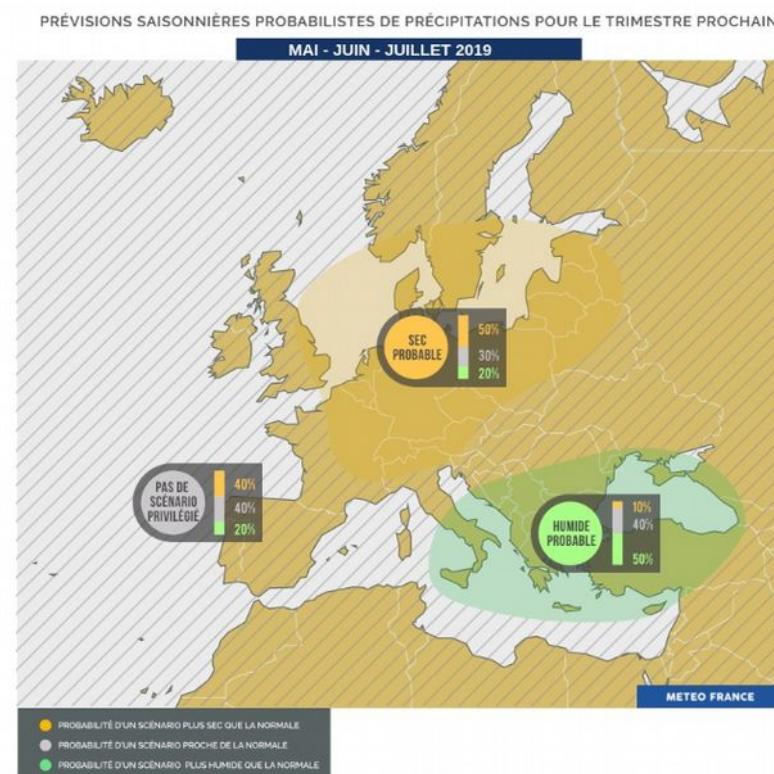 PRÉVISIONS SAISONNIÈRES PROBABILISTES DE PRÉCIPITATIONS POUR LE TRIMESTRE PROCHAIN
MAI - JUIN - JUILLET 2019
SEC
PROBABLE
50%
30%
20%
PAS DE
SCÉNARIO
PRIVILÉGIÉ
40%
40%
20%
HUMIDE
PROBABLE
10%
40%
50%
METEO FRANCE
PROBABILITÉ D'UN SCÉNARIO PLUS SEC QUE LA NORMALE
PROBABILITÉ D'UN SCÉNARIO PROCHE DE LA NORMALE
PROBABILITÉ D'UN SCÉNARIO PLUS HUMIDE QUE LA NORMALE